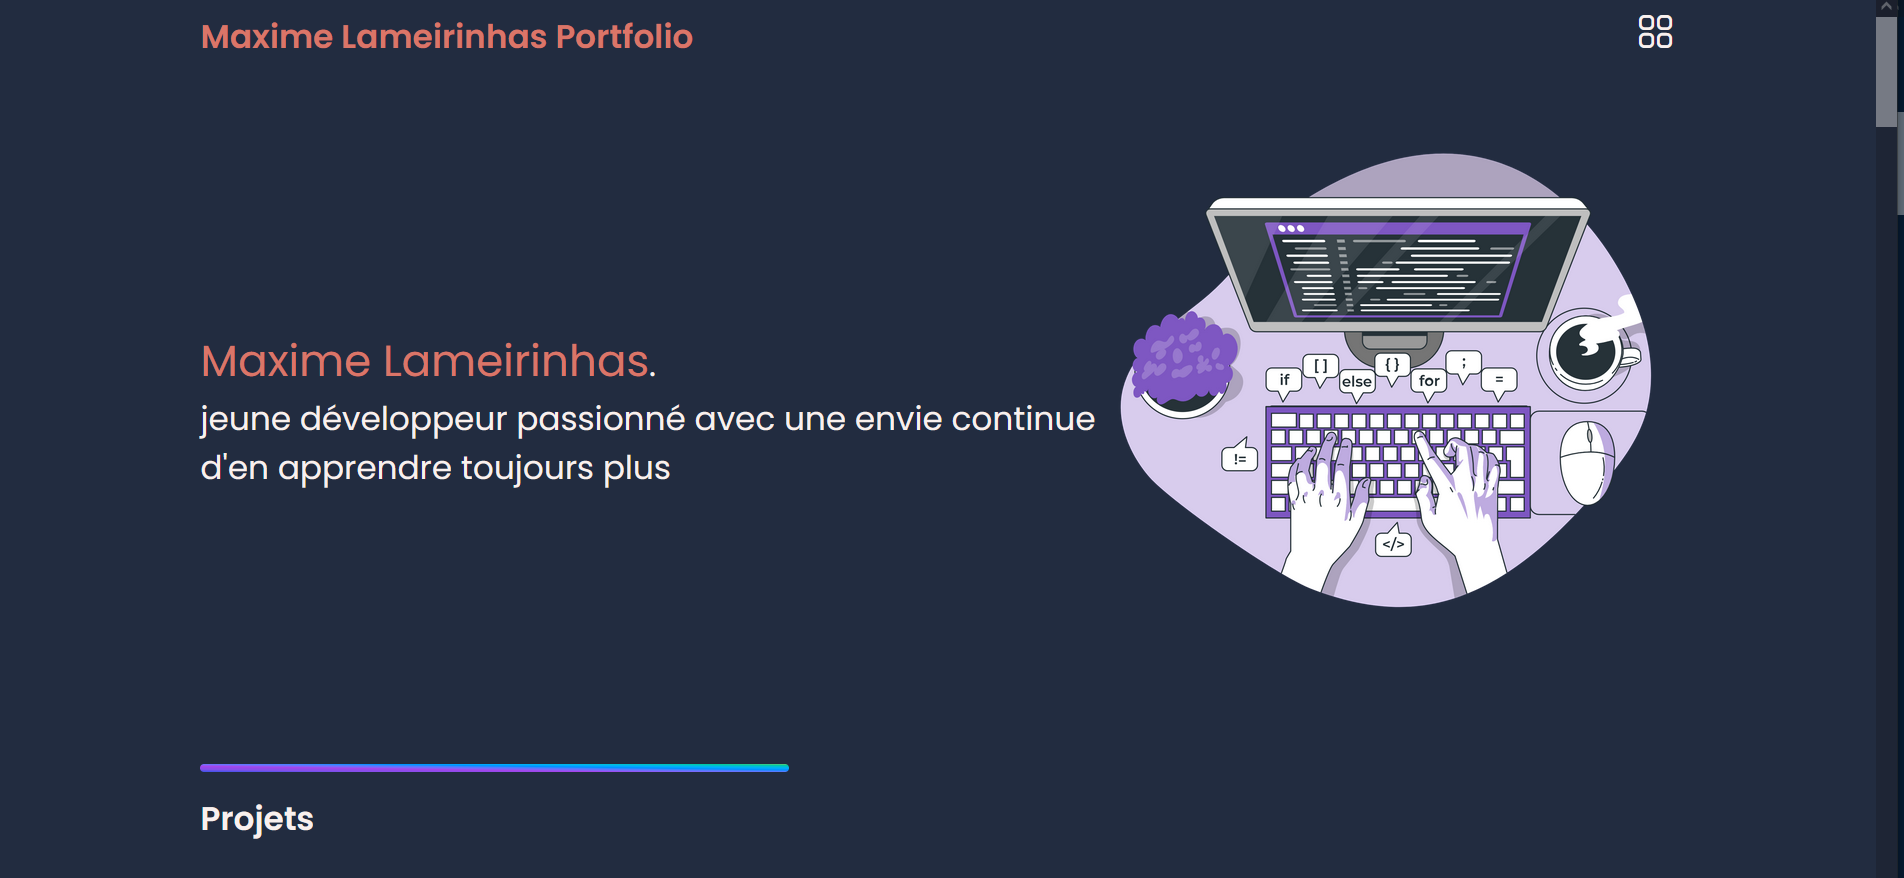 Maxime Lameirinhas Portfolio
Maxime Lameirinhas.
jeune développeur passionné avec une envie continue
d'en apprendre toujours plus
if
[ ]
else
{ }
for
;
=
!=
</>
Projets